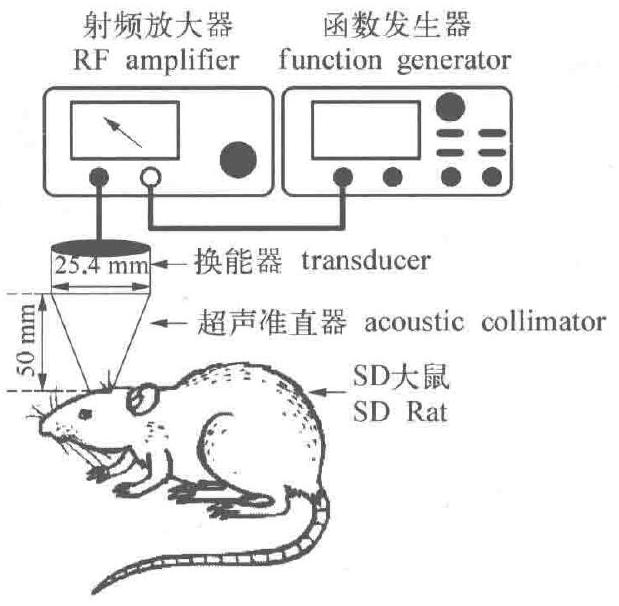 射频放大器
RF amplifier
函数发生器
function generator
25.4 mm
换能器 transducer
50 mm
超声准直器 acoustic collimator
SD大鼠
SD Rat